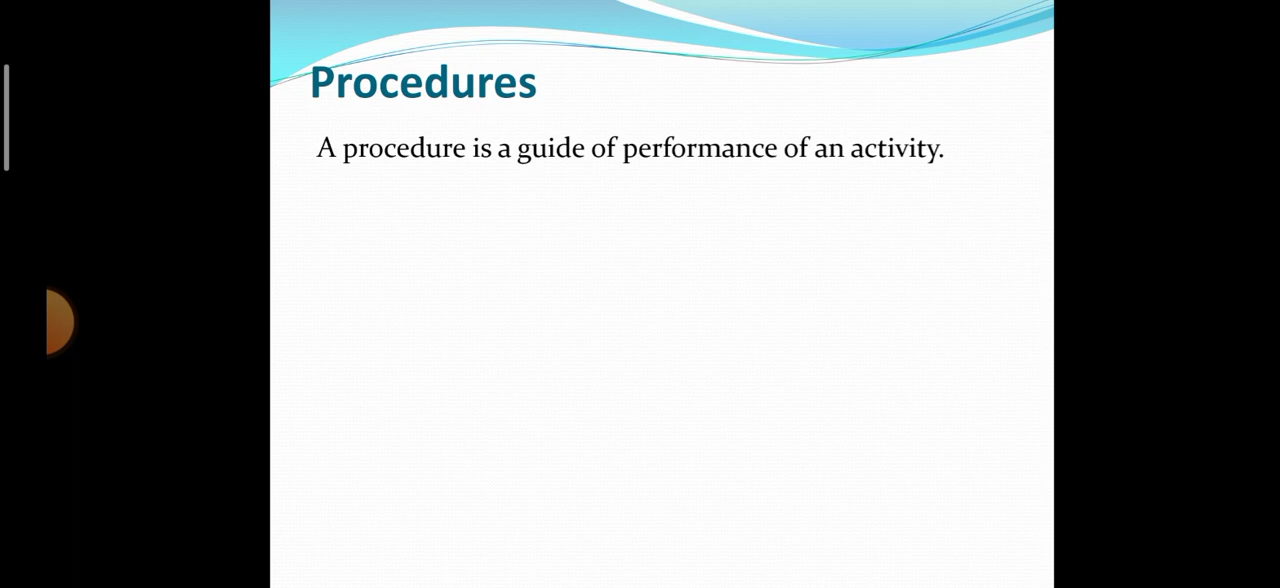 Procedures
A procedure is a guide of performance of an activity.